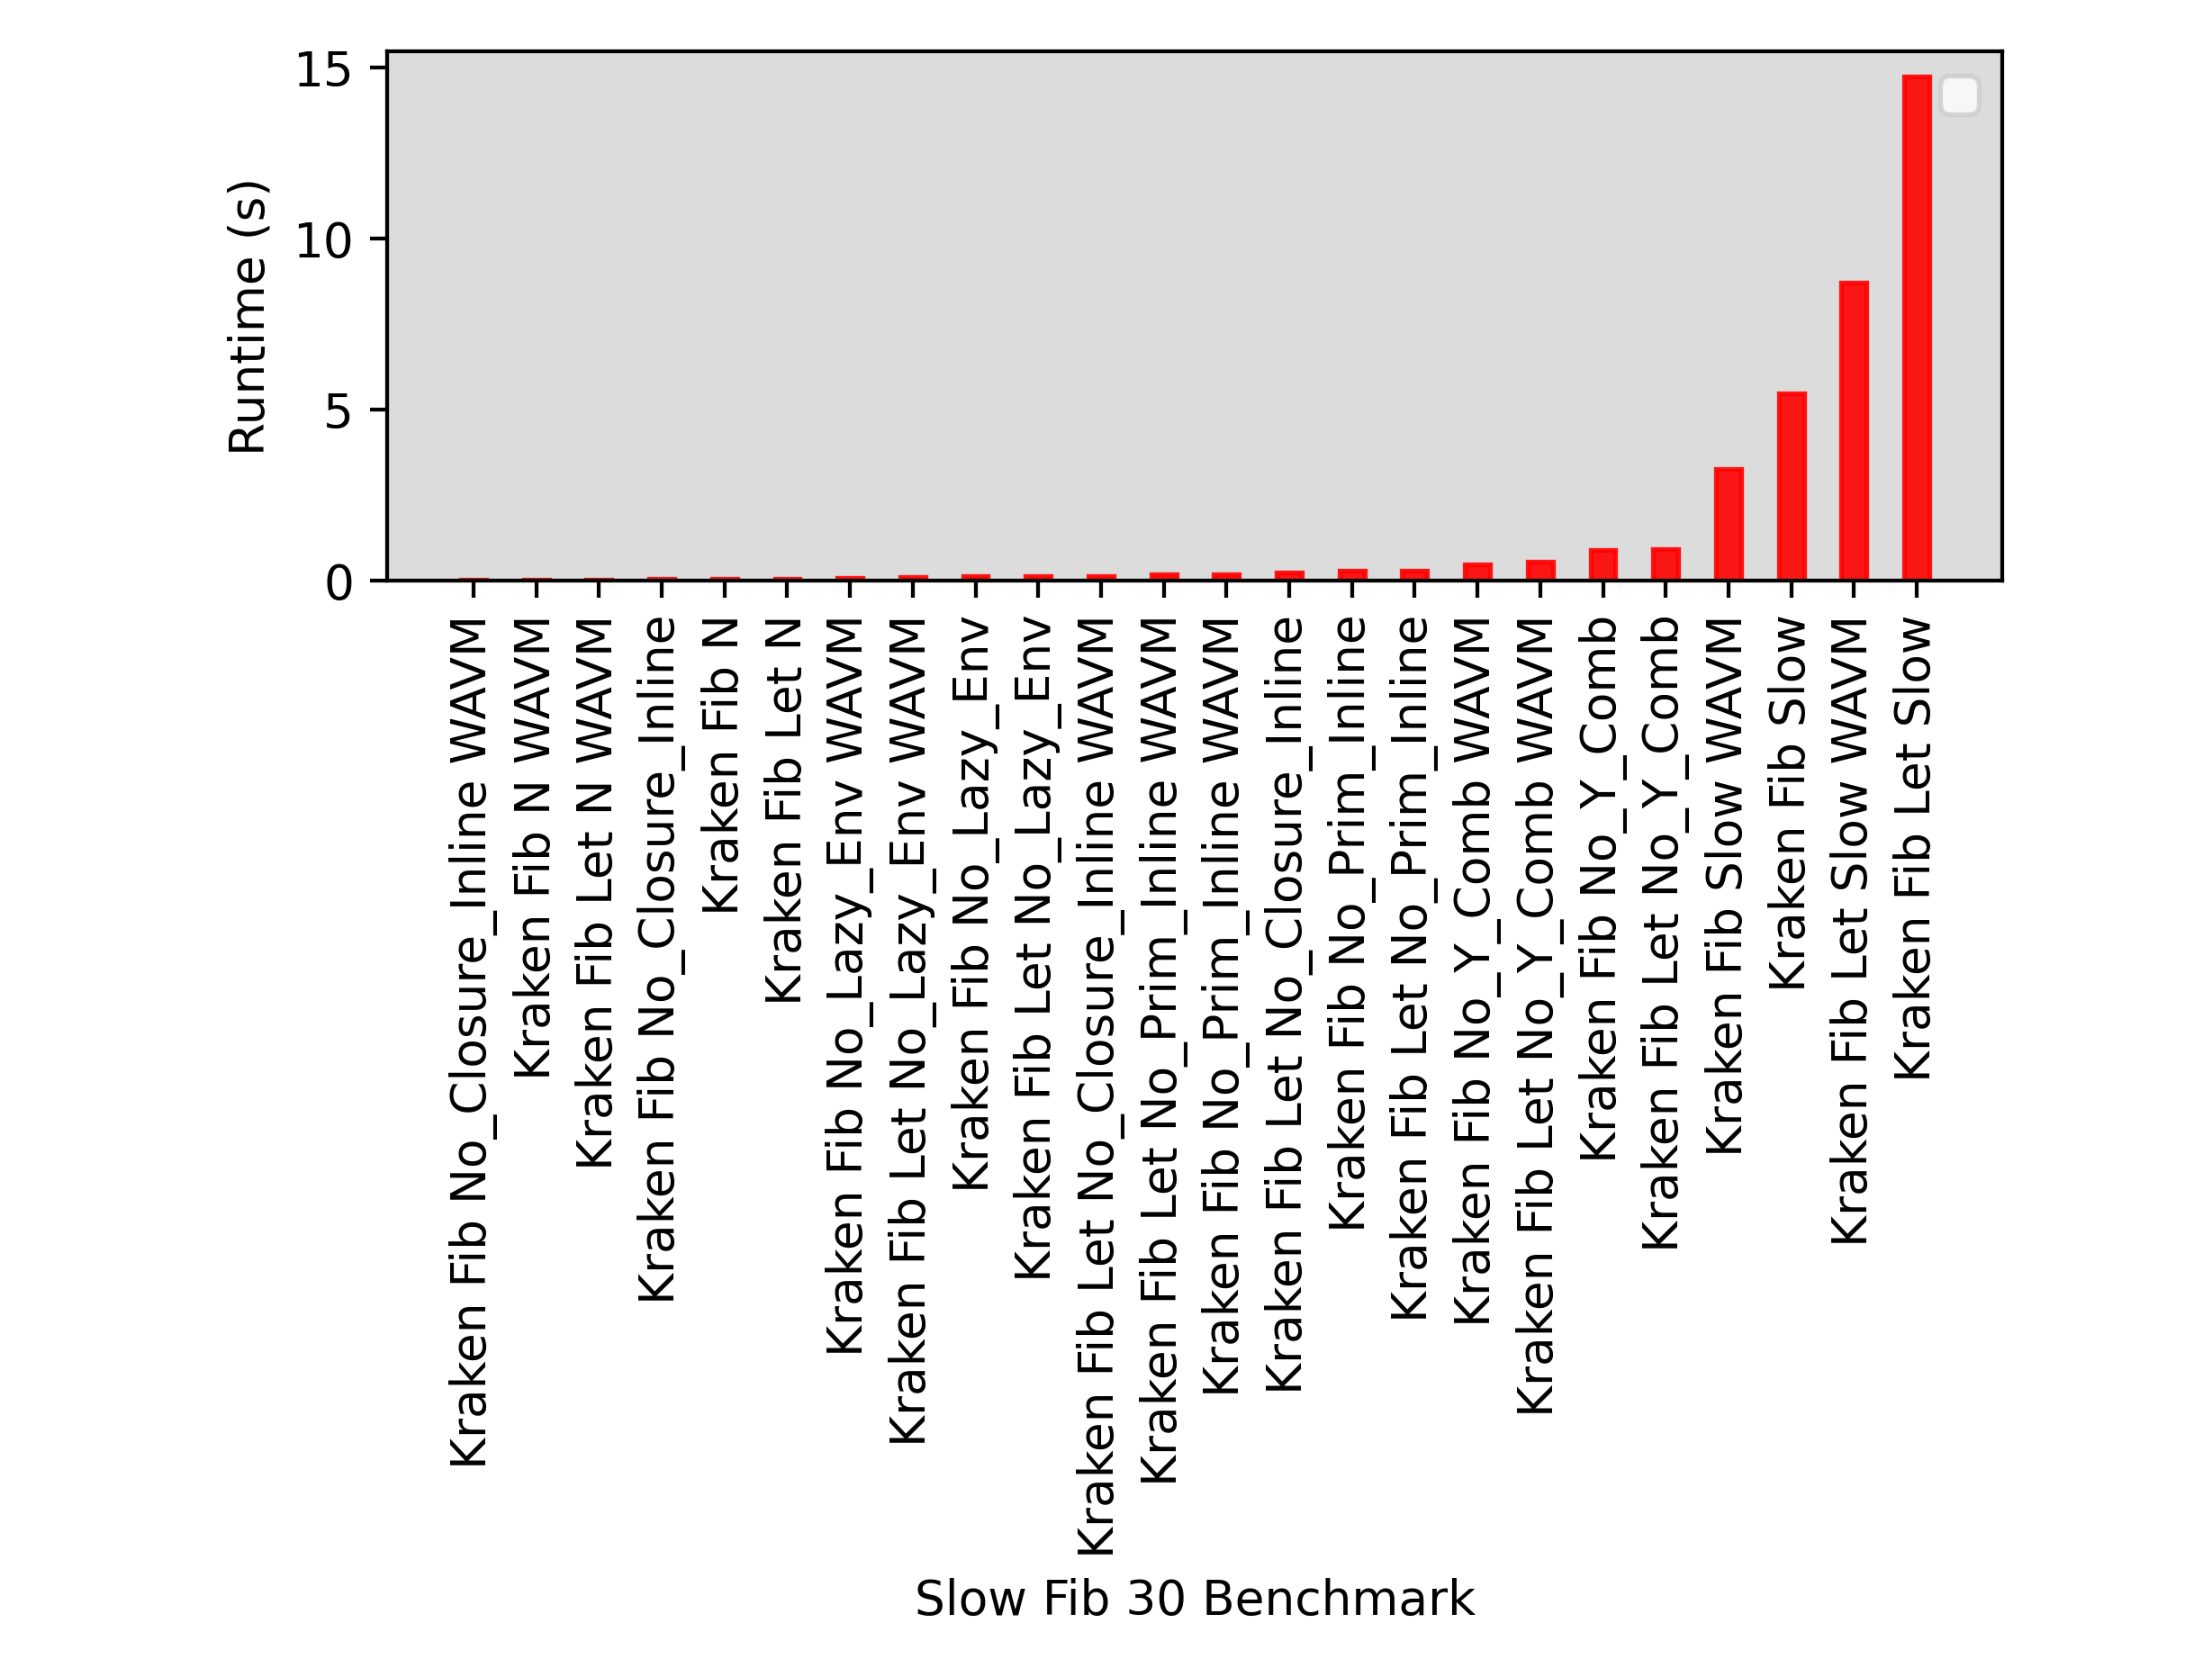 15
10
5
0
Runtime (s)
Kraken Fib No_Closure_Inline WAVM
Kraken Fib N WAVM
Kraken Fib Let N WAVM
Kraken Fib No_Closure_Inline
Kraken Fib N
Kraken Fib Let N
Kraken Fib No_Lazy_Env WAVM
Kraken Fib Let No_Lazy_Env WAVM
Kraken Fib No_Lazy_Env
Kraken Fib Let No_Lazy_Env
Kraken Fib Let No_Closure_Inline WAVM
Kraken Fib Let No_Prim_Inline WAVM
Kraken Fib No_Prim_Inline WAVM
Kraken Fib Let No_Closure_Inline
Kraken Fib No_Prim_Inline
Kraken Fib Let No_Prim_Inline
Kraken Fib No_Y_Comb WAVM
Kraken Fib Let No_Y_Comb WAVM
Kraken Fib No_Y_Comb
Kraken Fib Let No_Y_Comb
Kraken Fib Slow WAVM
Kraken Fib Slow
Kraken Fib Let Slow WAVM
Kraken Fib Let Slow
Slow Fib 30 Benchmark